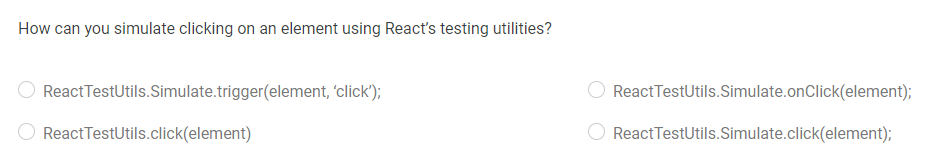 How can you simulate clicking on an element using React’s testing utilities?
ReactTestUtils.Simulate.trigger(element, ‘click’);
ReactTestUtils.Simulate.onClick(element);
ReactTestUtils.click(element)
ReactTestUtils.Simulate.click(element);